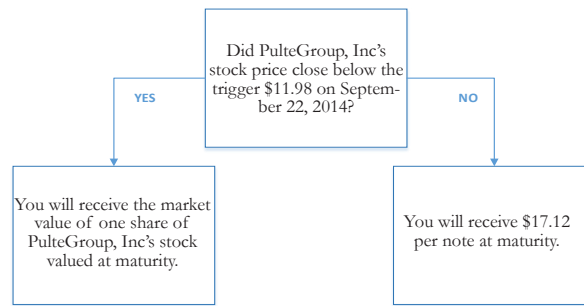 Did PulteGroup, Inc’s
stock price close below the
trigger $11.98 on Septem-
ber 22, 2014?
YES
NO
You will receive the market
value of one share of
PulteGroup, Inc’s stock
valued at maturity.
You will receive $17.12
per note at maturity.